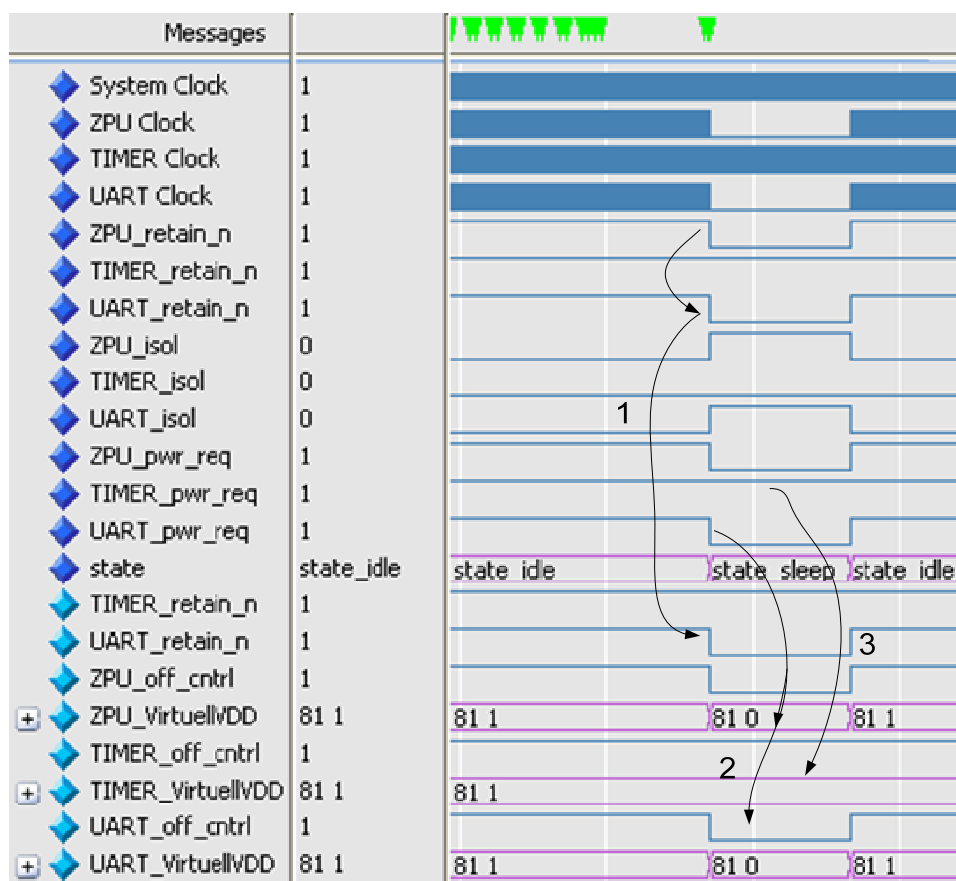 Messages
System Clock 1
ZPU Clock 1
TIMER Clock 1
UART Clock 1
ZPU_retain_n 1
TIMER_retain_n 1
UART_retain_n 1
ZPU_isol 0
TIMER_isol 0
UART_isol 0
1
ZPU_pwr_req 1
TIMER_pwr_req 1
UART_pwr_req 1
state state_idle state_idle state_sleep state_idle
TIMER_retain_n 1
UART_retain_n 1
3
ZPU_off_cntrl 1
ZPU_VirtuellVDD 81 1 81 1 81 0 81 1
TIMER_off_cntrl 1
2
TIMER_VirtuellVDD 81 1 81 1
UART_off_cntrl 1
UART_VirtuellVDD 81 1 81 1 81 0 81 1